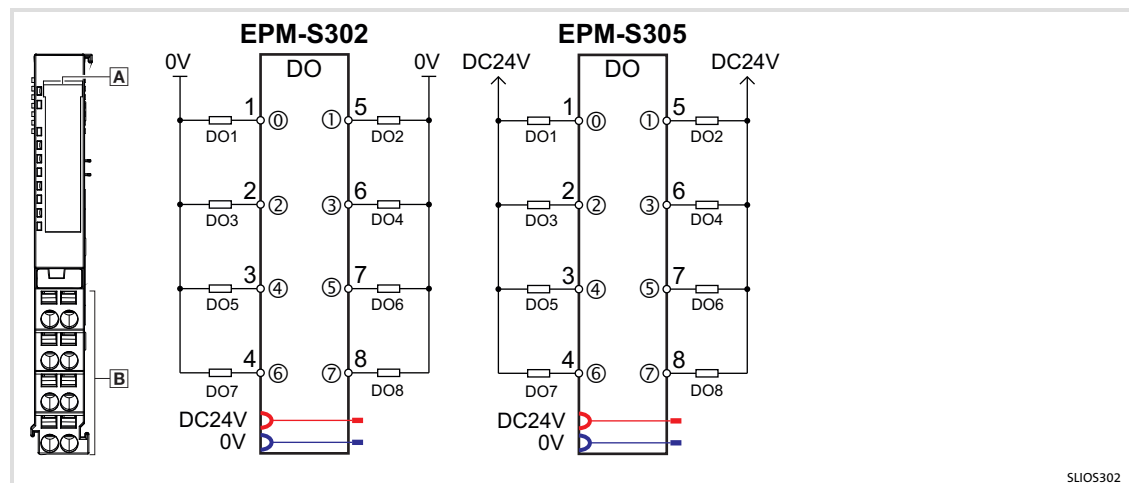 EPM-S302 EPM-S305
A
0V DO 0V DC24V DO DC24V
1 ⓪ ① 5 1 ⓪ ① 5
DO1 DO2 DO1 DO2
2 ② ③ 6 2 ② ③ 6
DO3 DO4 DO3 DO4
3 ④ ⑤ 7 3 ④ ⑤ 7
DO5 DO6 DO5 DO6
B
4 ⑥ ⑦ 8 4 ⑥ ⑦ 8
DO7 DO8 DO7 DO8
DC24V DC24V
0V 0V
SLIOS302